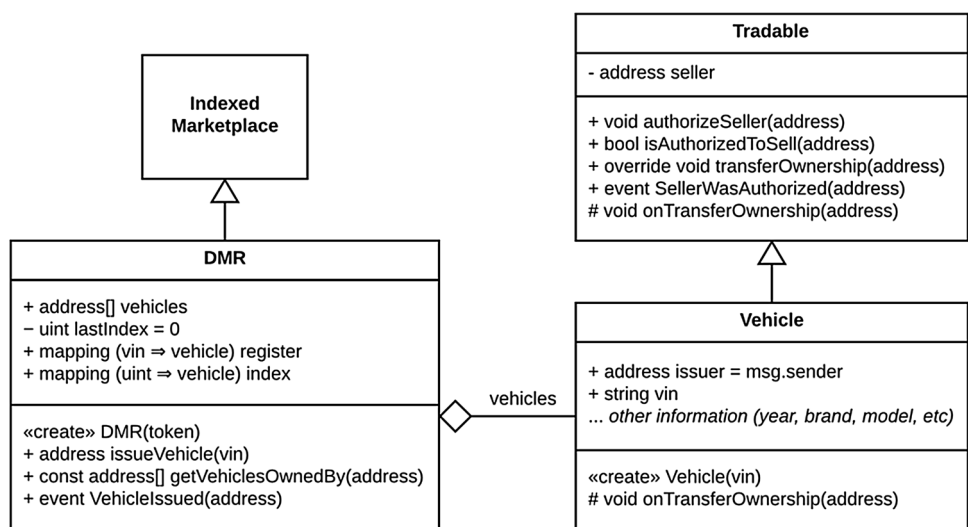 Indexed
Marketplace
Tradable
- address seller
+ void authorizeSeller(address)
+ bool isAuthorizedToSell(address)
+ override void transferOwnership(address)
+ event SellerWasAuthorized(address)
# void onTransferOwnership(address)
DMR
+ address[] vehicles
− uint lastIndex = 0
+ mapping (vin ⇒ vehicle) register
+ mapping (uint ⇒ vehicle) index
«create» DMR(token)
+ address issueVehicle(vin)
+ const address[] getVehiclesOwnedBy(address)
+ event VehicleIssued(address)
vehicles
Vehicle
+ address issuer = msg.sender
+ string vin
... other information (year, brand, model, etc)
«create» Vehicle(vin)
# void onTransferOwnership(address)